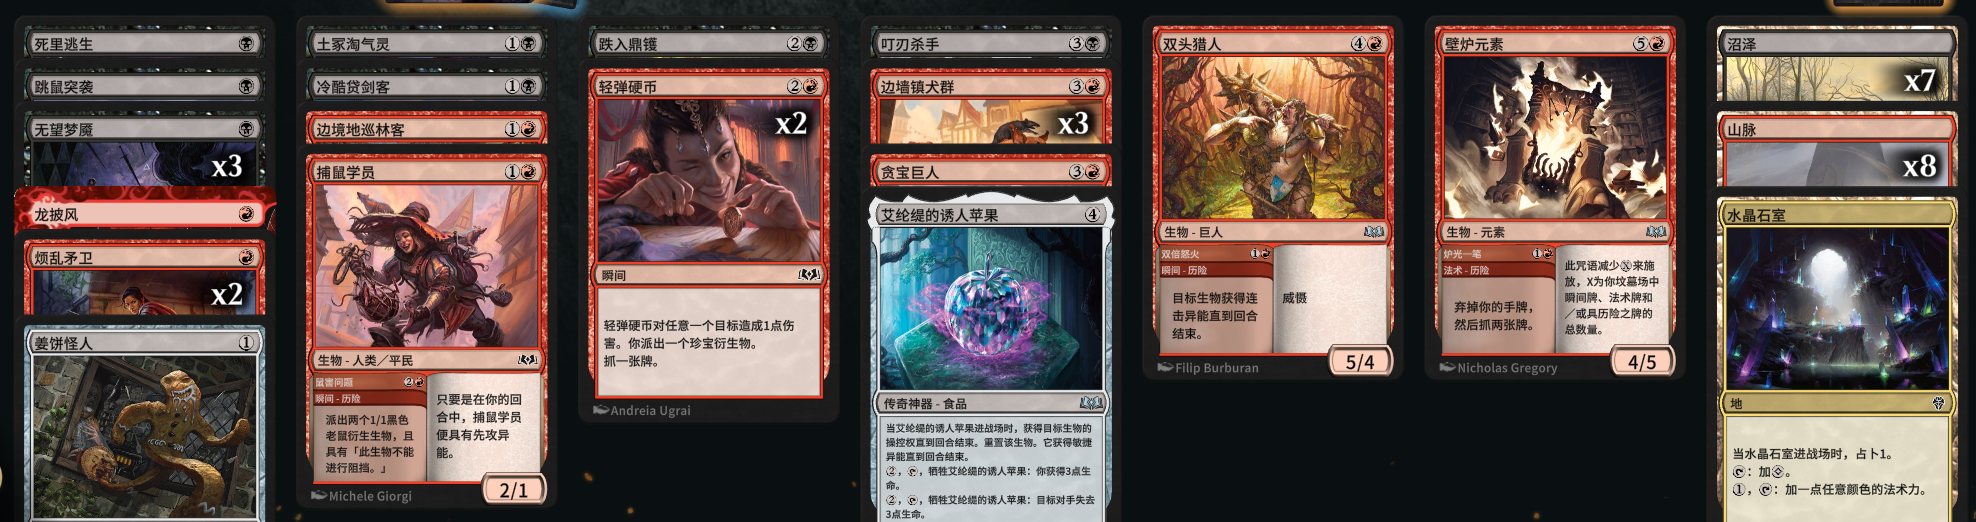 死里逃生
跳鼠突袭
无望梦魇
x3
龙披风
烦乱矛卫
x2
姜饼怪人 1
土冢淘气灵 1
冷酷贷剑客 1
边境地巡林客 1
捕鼠学员 1
生物 - 人类／平民
鼠害问题 2
瞬间 - 历险
派出两个1/1黑色
老鼠衍生生物，且
具有「此生物不能
进行阻挡。」
只要是在你的回
合中，捕鼠学员
便具有先攻异
能。
2/1
Michele Giorgi
跌入鼎镬 2
轻弹硬币 2
x2
瞬间
轻弹硬币对任意一个目标造成1点伤
害。你派出一个珍宝衍生物。
抓一张牌。
Andreia Ugrai
叮刃杀手 3
边墙镇犬群 3
x3
贪宝巨人 3
艾纶缇的诱人苹果 4
传奇神器 - 食品
当艾纶缇的诱人苹果进战场时，获得目标生物的
操控权直到回合结束。重置该生物。它获得敏捷
异能直到回合结束。
2，，牺牲艾纶缇的诱人苹果：你获得3点生
命。
2，，牺牲艾纶缇的诱人苹果：目标对手失去
3点生命。
双头猎人 4
生物 - 巨人
双倍怒火 1
瞬间 - 历险
目标生物获得连
击异能直到回合
结束。
威慑
5/4
Filip Burburan
壁炉元素 5
生物 - 元素
炉光一笔 1
法术 - 历险
弃掉你的手牌，
然后抓两张牌。
此咒语减少X来施
放，X为你坟墓场中
瞬间牌、法术牌和
／或具历险之牌的
总数量。
4/5
Nicholas Gregory
沼泽
x7
山脉
x8
水晶石室
地
当水晶石室进战场时，占卜1。
：加。
1，：加一点任意颜色的法术力。